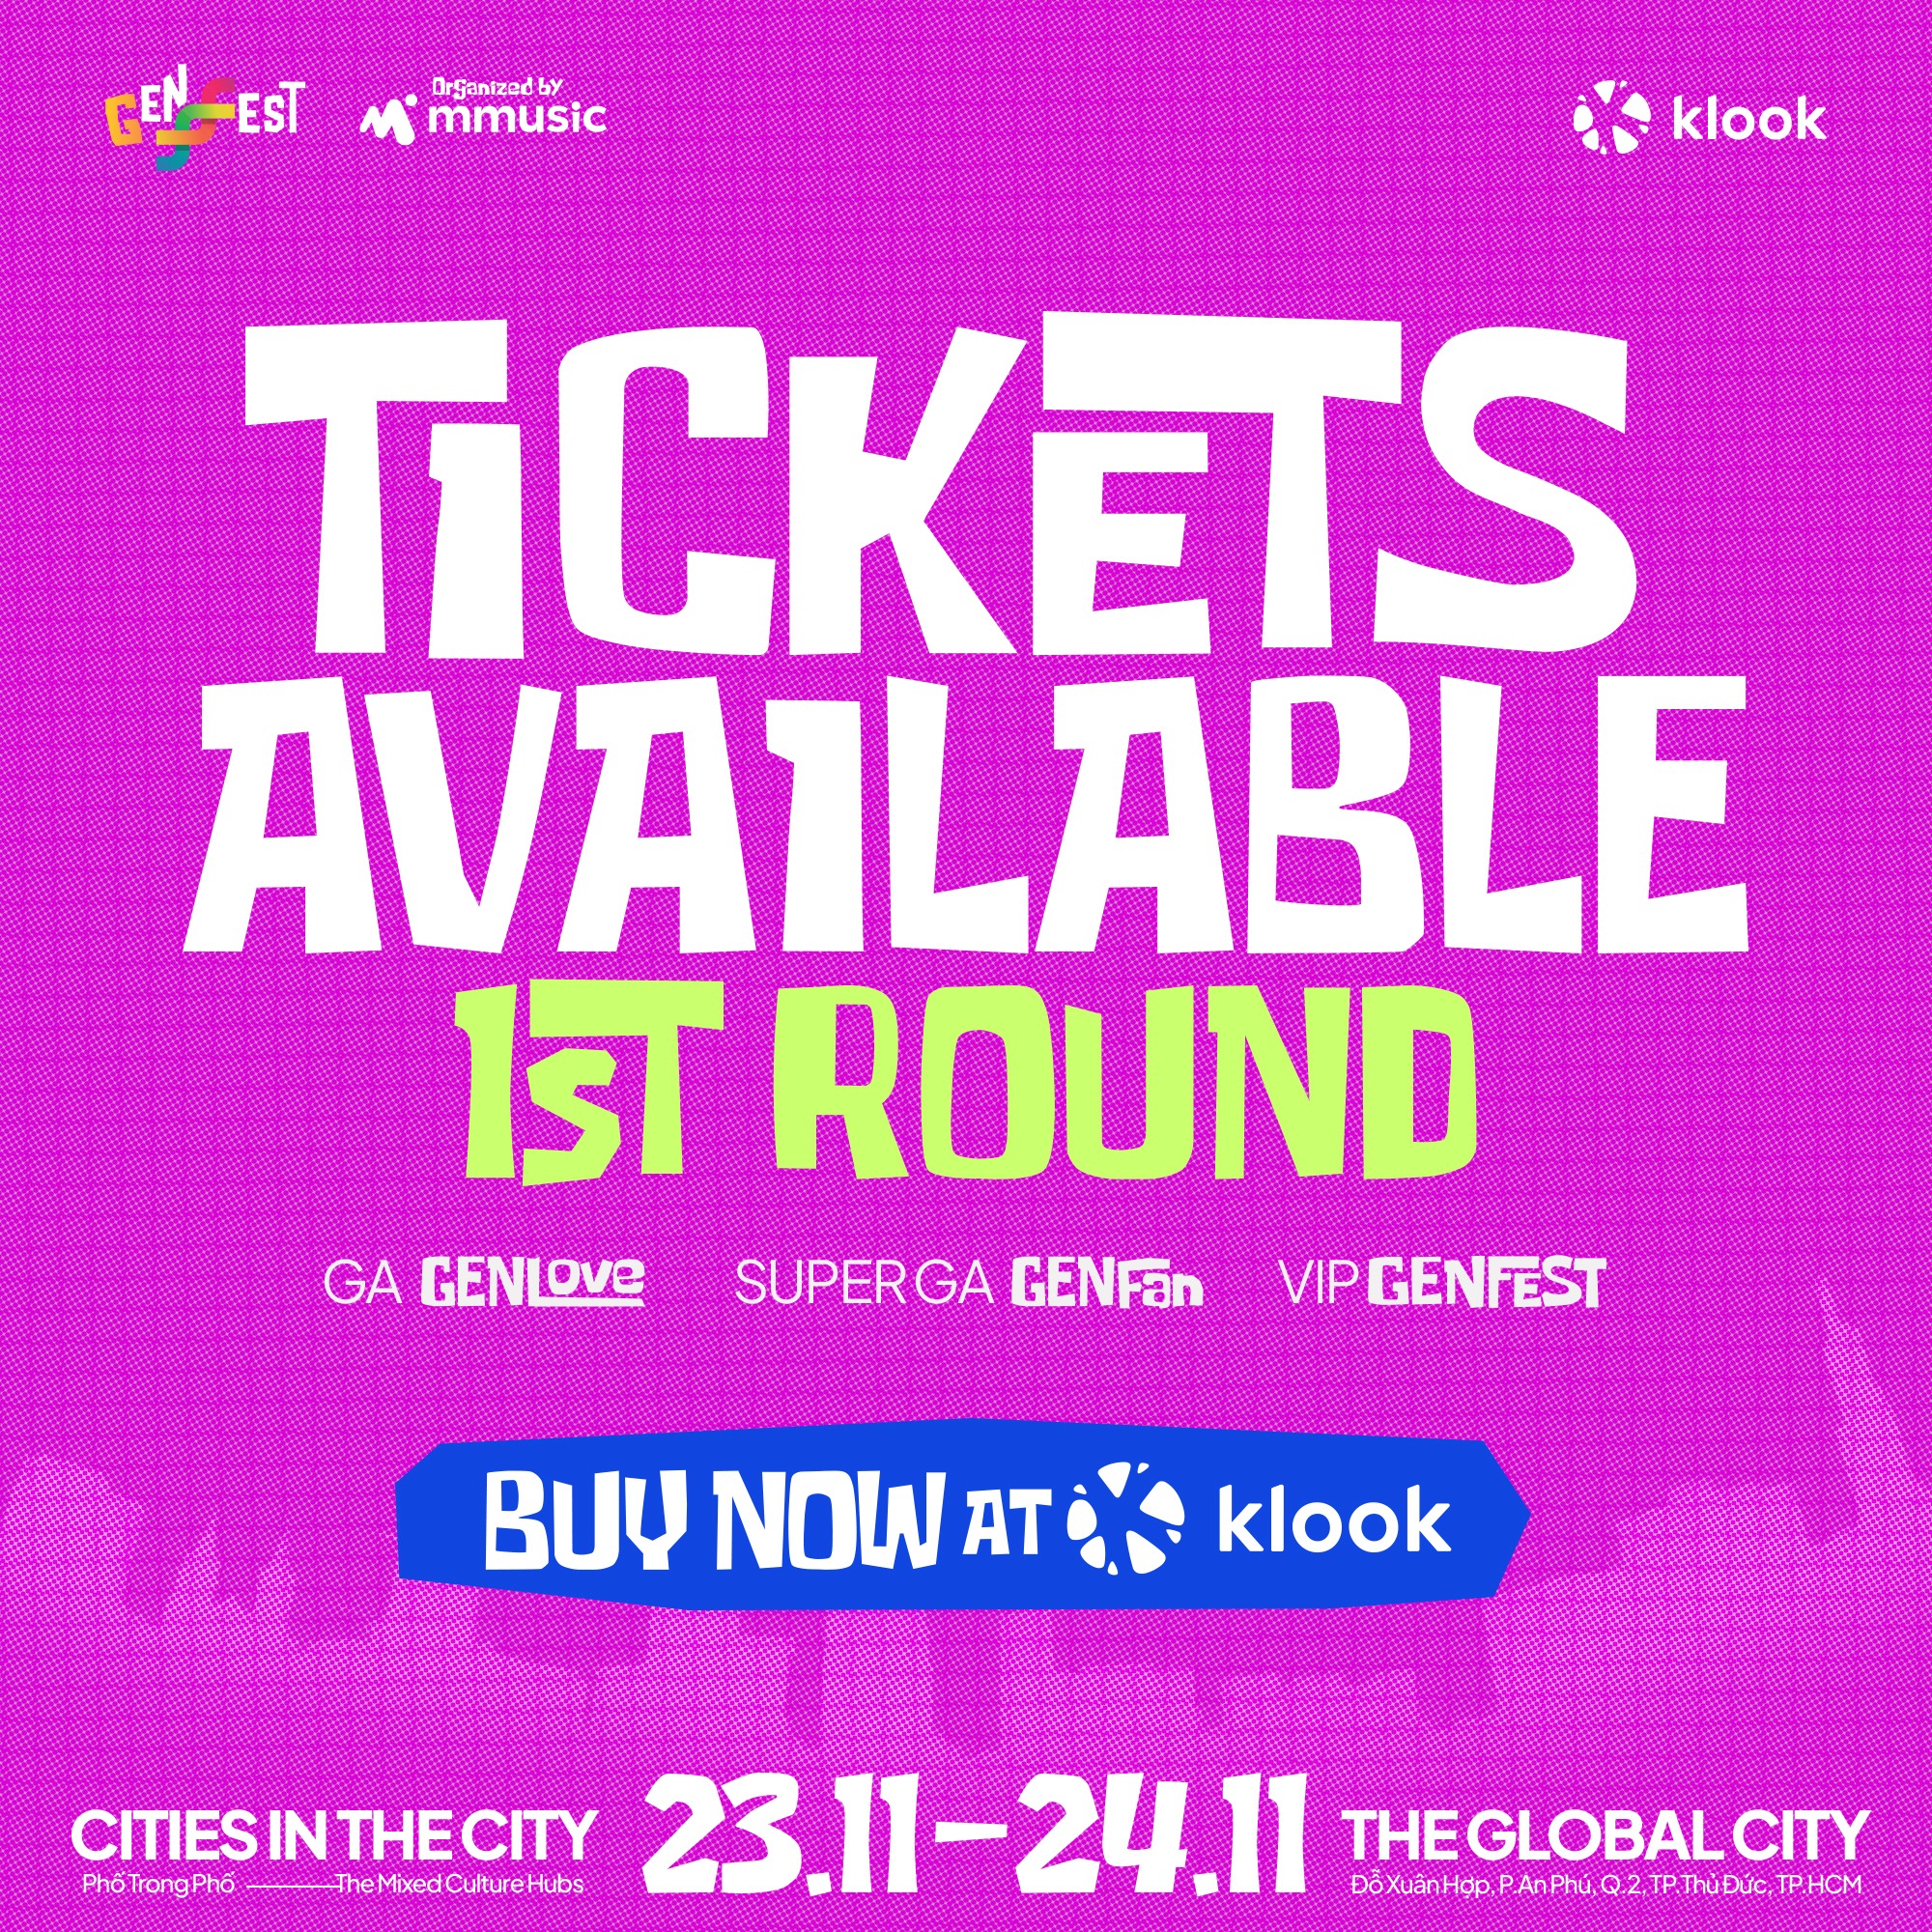 GENFEST
Organized by
mmusic
klook
TiCKETS
AVAILABLE
1sT ROUND
GA GENLove
SUPER GA GENFan
VIP GENFEST
BUY NOW AT klook
CITIES IN THE CITY
Phố Trong Phố
The Mixed Culture Hubs
23.11–24.11
THE GLOBAL CITY
Đỗ Xuân Hợp, P.An Phú, Q.2, TP.Thủ Đức, TP.HCM